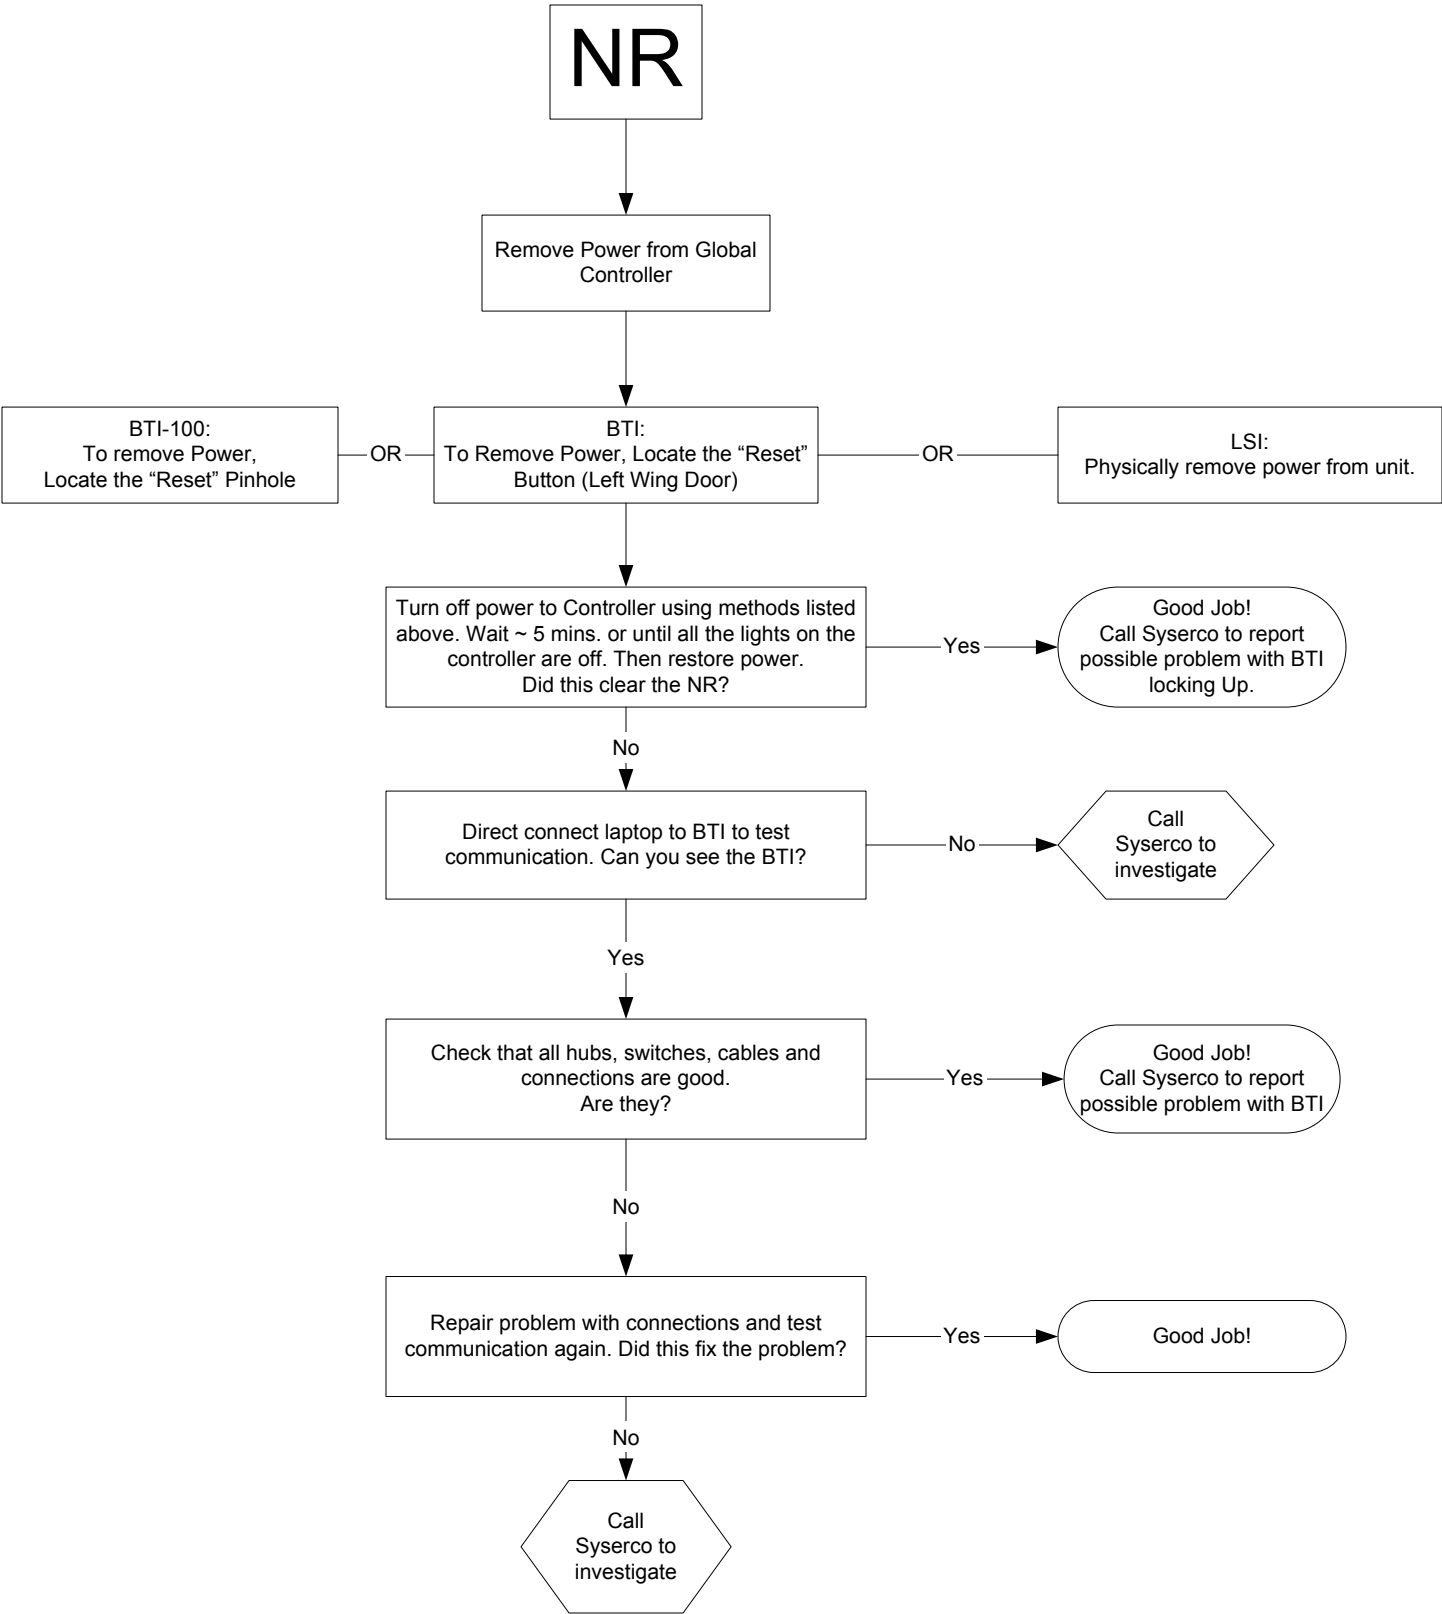 NR
Remove Power from Global
Controller
BTI-100:
To remove Power,
Locate the “Reset” Pinhole
OR
BTI:
To Remove Power, Locate the “Reset”
Button (Left Wing Door)
OR
LSI:
Physically remove power from unit.
Turn off power to Controller using methods listed
above. Wait ~ 5 mins. or until all the lights on the
controller are off. Then restore power.
Did this clear the NR?
Yes
Good Job!
Call Syserco to report
possible problem with BTI
locking Up.
No
Direct connect laptop to BTI to test
communication. Can you see the BTI?
No
Call
Syserco to
investigate
Yes
Check that all hubs, switches, cables and
connections are good.
Are they?
Yes
Good Job!
Call Syserco to report
possible problem with BTI
No
Repair problem with connections and test
communication again. Did this fix the problem?
Yes
Good Job!
No
Call
Syserco to
investigate